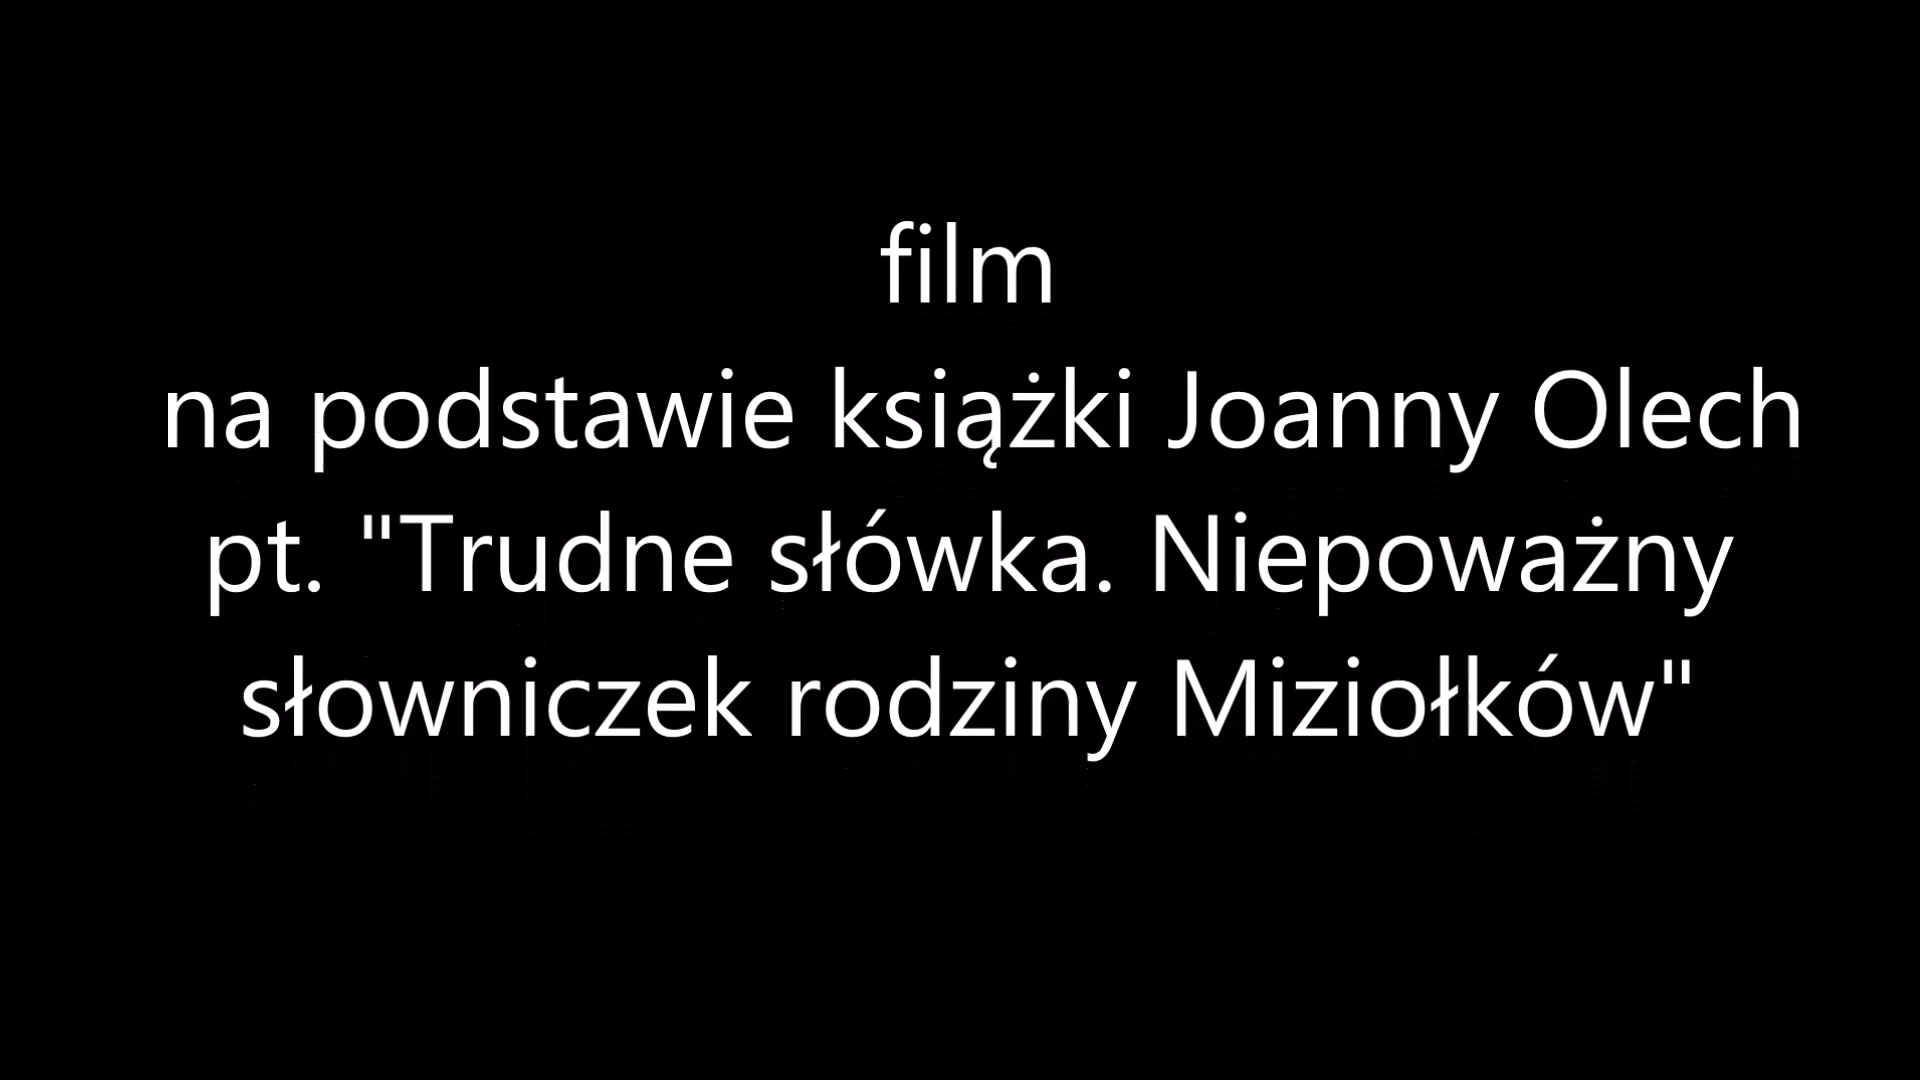 film
na podstawie książki Joanny Olech
pt. "Trudne słówka. Niepoważny
słowniczek rodziny Miziołków"